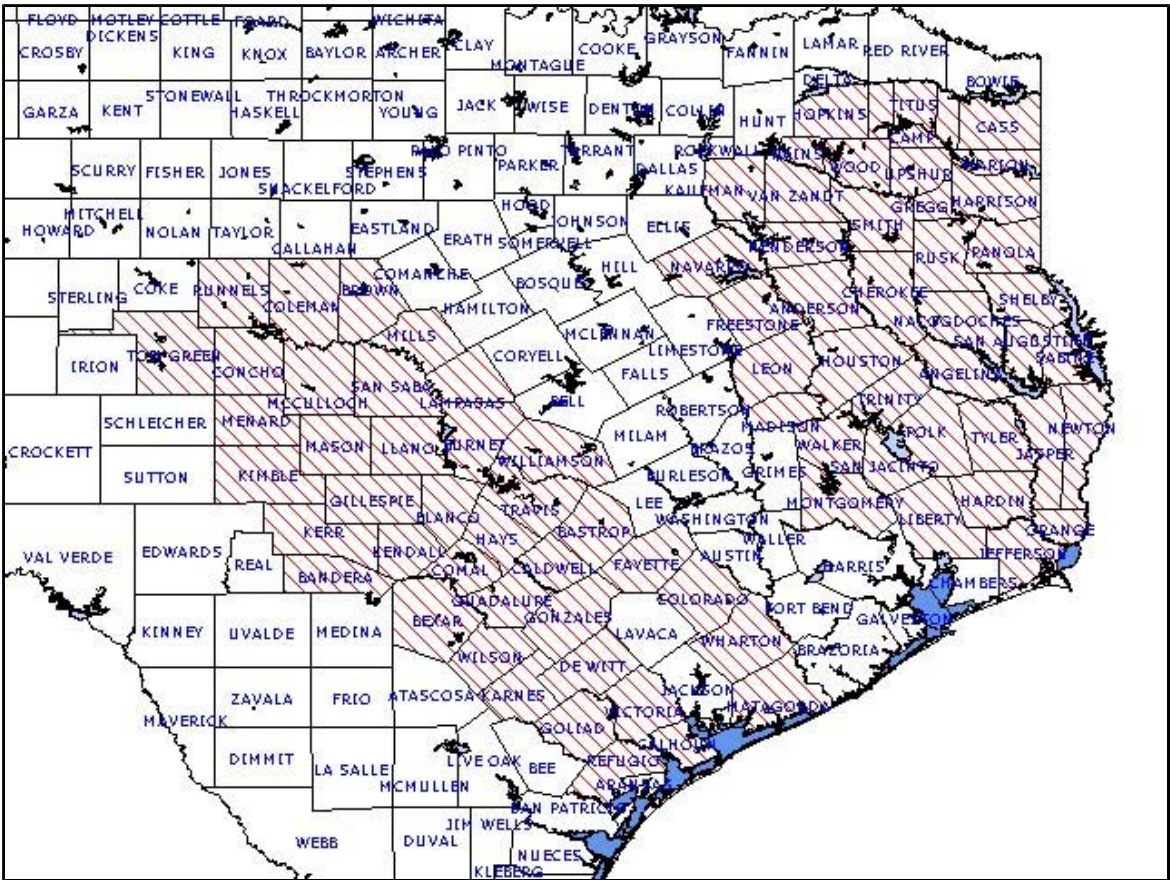 FLOYD MOTLEY COTTLE FOARD WICHITA
DICKENS
CROSBY KING KNOX BAYLOR ARCHER CLAY COOKE GRAYSON FANNIN LAMAR RED RIVER
MONTAGUE
DELTA BOWIE
GARZA KENT STONEWALL HASKELL THROCKMORTON YOUNG JACK WISE DENTON COLLIN HUNT HOPKINS TITUS CASS
CAMP
SCURRY FISHER JONES SHACKELFORD STEPHENS PALO PINTO PARKER TARRANT DALLAS ROCKWALL RAINS WOOD UPSHUR MARION
KAUFMAN VAN ZANDT GREGG HARRISON
HOWARD MITCHELL NOLAN TAYLOR CALLAHAN EASTLAND ERATH HOOD SOMERVELL JOHNSON ELLIS HENDERSON SMITH RUSK PANOLA
STERLING COKE RUNNELS COLEMAN BROWN COMANCHE HAMILTON BOSQUE HILL NAVARRO ANDERSON CHEROKEE SHELBY
IRION TOM GREEN CONCHO MILLS CORYELL MCLENNAN LIMESTONE FREESTONE NACOGDOCHES SAN AUGUSTINE SABINE
MCCULLOCH SAN SABA LAMPASAS BELL FALLS LEON HOUSTON ANGELINA
TRINITY
CROCKETT SCHLEICHER MENARD MASON LLANO BURNET WILLIAMSON MILAM ROBERTSON BRAZOS MADISON WALKER POLK TYLER JASPER NEWTON
SUTTON KIMBLE BURLESON GRIMES SAN JACINTO
GILLESPIE BLANCO TRAVIS LEE WASHINGTON MONTGOMERY LIBERTY HARDIN ORANGE
VAL VERDE EDWARDS REAL KERR KENDALL HAYS BASTROP FAYETTE AUSTIN WALLER HARRIS JEFFERSON
BANDERA COMAL CALDWELL CHAMBERS
KINNEY UVALDE MEDINA BEXAR GUADALUPE GONZALES LAVACA COLORADO FORT BEND GALVESTON
WILSON DE WITT WHARTON BRAZORIA
MAVERICK ZAVALA FRIO ATASCOSA KARNES JACKSON MATAGORDA
GOLIAD VICTORIA
DIMMIT LA SALLE MCMULLEN LIVE OAK BEE REFUGIO CALHOUN
ARANSAS
SAN PATRICIO
WEBB DUVAL JIM WELLS NUECES
KLEBERG